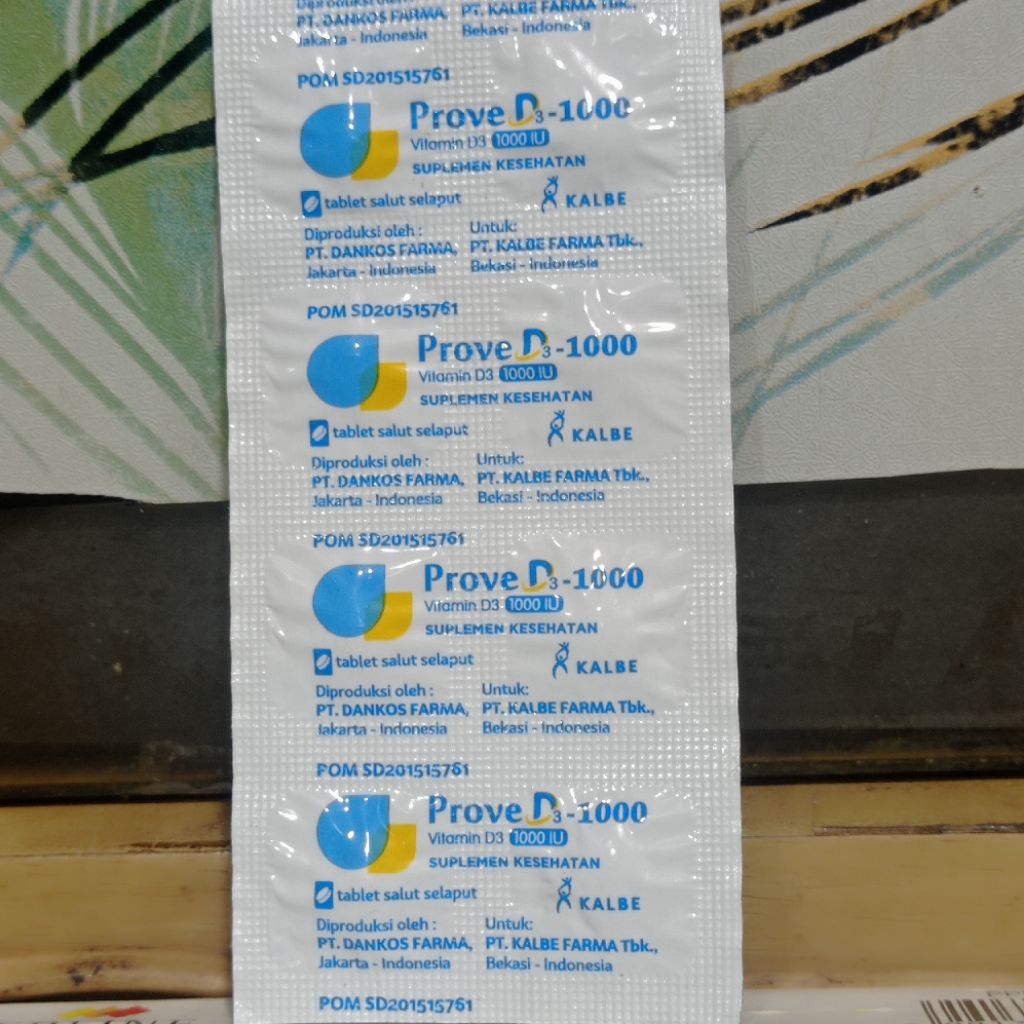 Diproduksi oleh :
PT. DANKOS FARMA, PT. KALBE FARMA Tbk.,
Jakarta - Indonesia Bekasi - Indonesia
POM SD201515761
Prove D3-1000
Vitamin D3 1000 IU
SUPLEMEN KESEHATAN
tablet salut selaput KALBE
Diproduksi oleh : Untuk:
PT. DANKOS FARMA, PT. KALBE FARMA Tbk.,
Jakarta - Indonesia Bekasi - Indonesia
POM SD201515761
Prove D3-1000
Vitamin D3 1000 IU
SUPLEMEN KESEHATAN
tablet salut selaput KALBE
Diproduksi oleh : Untuk:
PT. DANKOS FARMA, PT. KALBE FARMA Tbk.,
Jakarta - Indonesia Bekasi - Indonesia
POM SD201515761
Prove D3-1000
Vitamin D3 1000 IU
SUPLEMEN KESEHATAN
tablet salut selaput KALBE
Diproduksi oleh : Untuk:
PT. DANKOS FARMA, PT. KALBE FARMA Tbk.,
Jakarta - Indonesia Bekasi - Indonesia
POM SD201515761
Prove D3-1000
Vitamin D3 1000 IU
SUPLEMEN KESEHATAN
tablet salut selaput KALBE
Diproduksi oleh : Untuk:
PT. DANKOS FARMA, PT. KALBE FARMA Tbk.,
Jakarta - Indonesia Bekasi - Indonesia
POM SD201515761